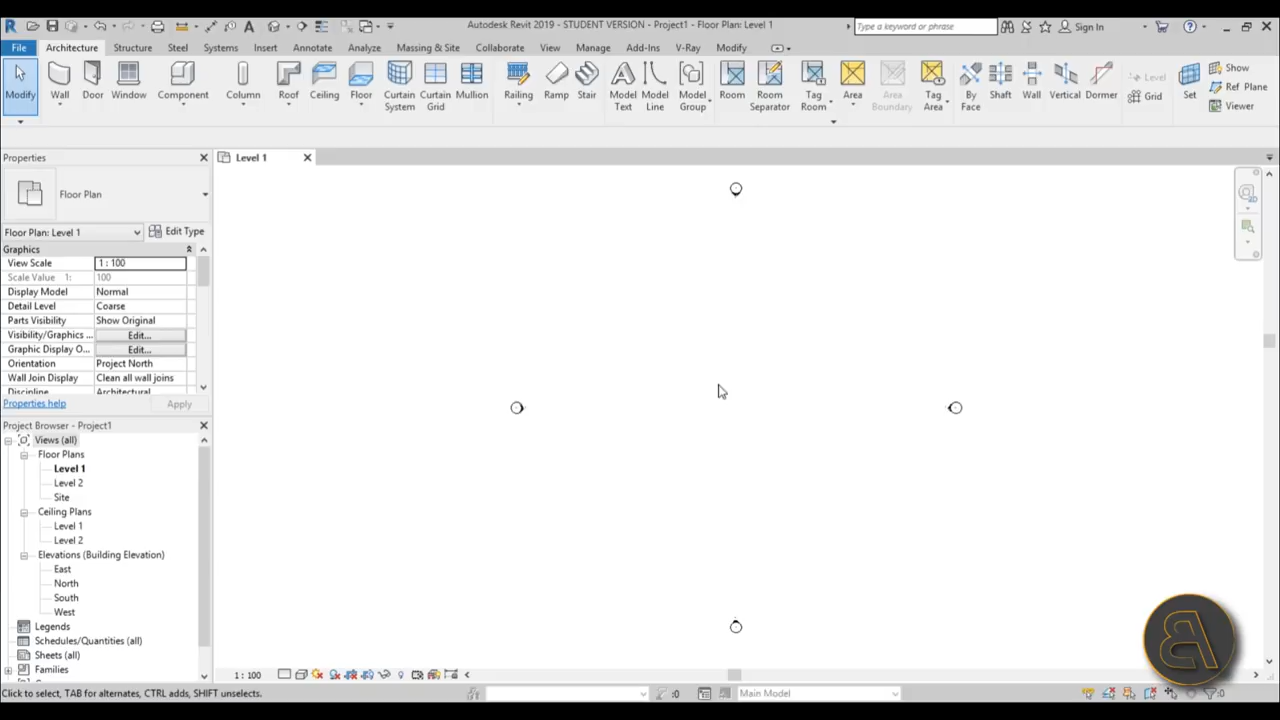 Autodesk Revit 2019 - STUDENT VERSION - Project1 - Floor Plan: Level 1
Type a keyword or phrase
Sign In
File Architecture Structure Steel Systems Insert Annotate Analyze Massing & Site Collaborate View Manage Add-Ins V-Ray Modify
Modify Wall Door Window Component Column Roof Ceiling Floor Curtain System Curtain Grid Mullion Railing Ramp Stair Model Text Model Line Model Group Room Room Separator Tag Room Area Area Boundary Tag Area By Face Shaft Wall Vertical Dormer Level Grid Set Show Ref Plane Viewer
Properties
Level 1
Floor Plan
Floor Plan: Level 1
Edit Type
Graphics
View Scale 1 : 100
Scale Value 1: 100
Display Model Normal
Detail Level Coarse
Parts Visibility Show Original
Visibility/Graphics ... Edit...
Graphic Display O... Edit...
Orientation Project North
Wall Join Display Clean all wall joins
Discipline Architectural
Properties help
Apply
Project Browser - Project1
Views (all)
Floor Plans
Level 1
Level 2
Site
Ceiling Plans
Level 1
Level 2
Elevations (Building Elevation)
East
North
South
West
Legends
Schedules/Quantities (all)
Sheets (all)
Families
1 : 100
Click to select, TAB for alternates, CTRL adds, SHIFT unselects.
:0
Main Model
:0